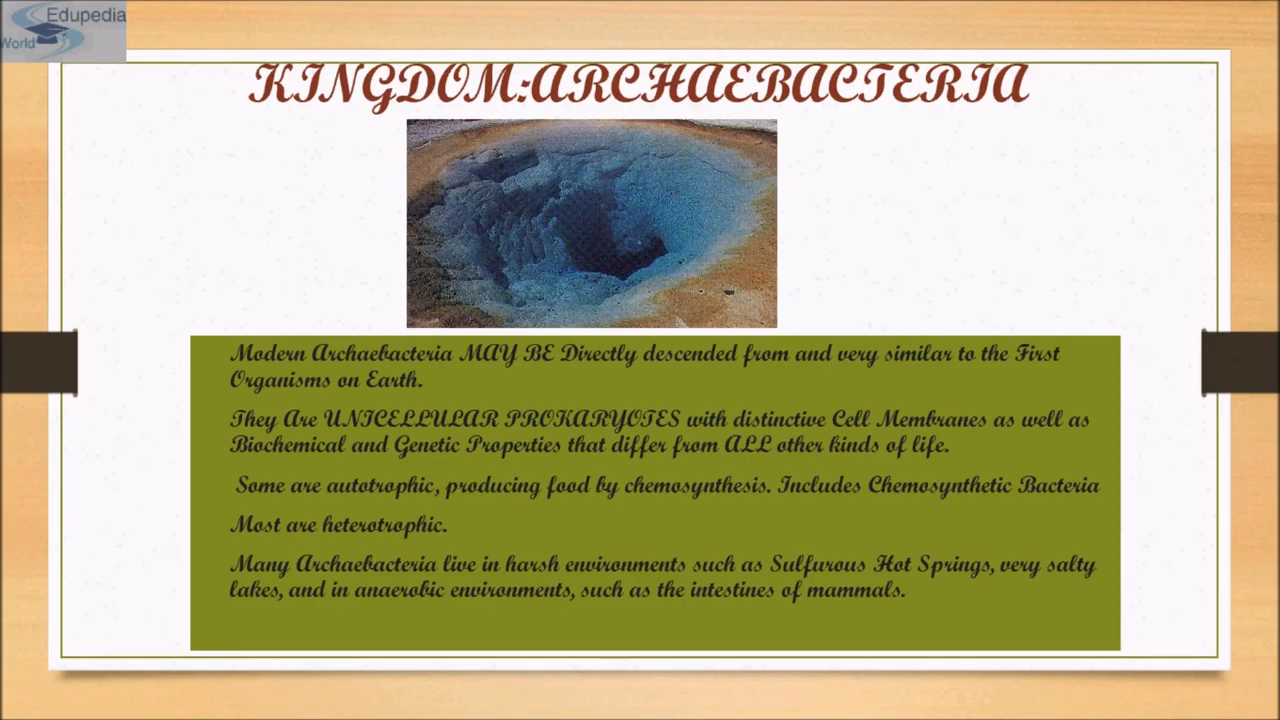 Edupedia
World
KINGDOM:ARCHAEBACTERIA
Modern Archaebacteria MAY BE Directly descended from and very similar to the First
Organisms on Earth.
They Are UNICELLULAR PROKARYOTES with distinctive Cell Membranes as well as
Biochemical and Genetic Properties that differ from ALL other kinds of life.
Some are autotrophic, producing food by chemosynthesis. Includes Chemosynthetic Bacteria
Most are heterotrophic.
Many Archaebacteria live in harsh environments such as Sulfurous Hot Springs, very salty
lakes, and in anaerobic environments, such as the intestines of mammals.